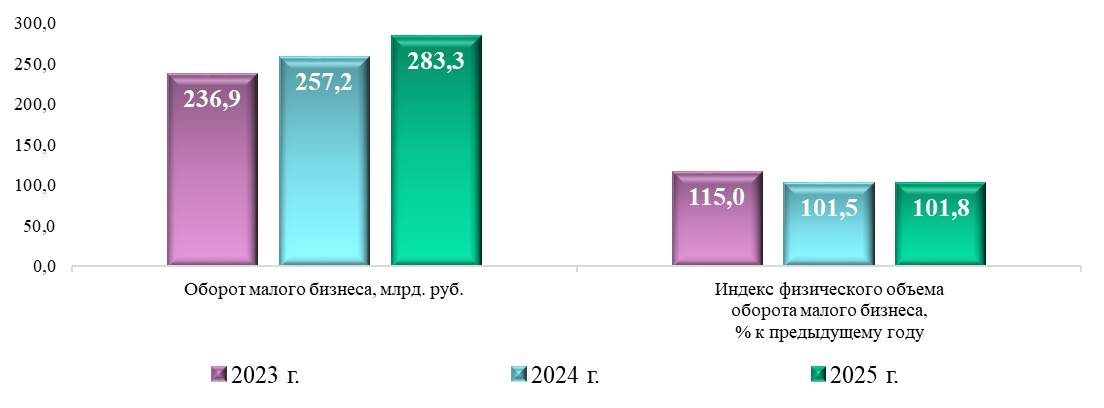 300,0
250,0
200,0
150,0
100,0
50,0
0,0
236,9
257,2
283,3
115,0
101,5
101,8
Оборот малого бизнеса, млрд. руб.
Индекс физического объема
оборота малого бизнеса,
% к предыдущему году
2023 г.
2024 г.
2025 г.